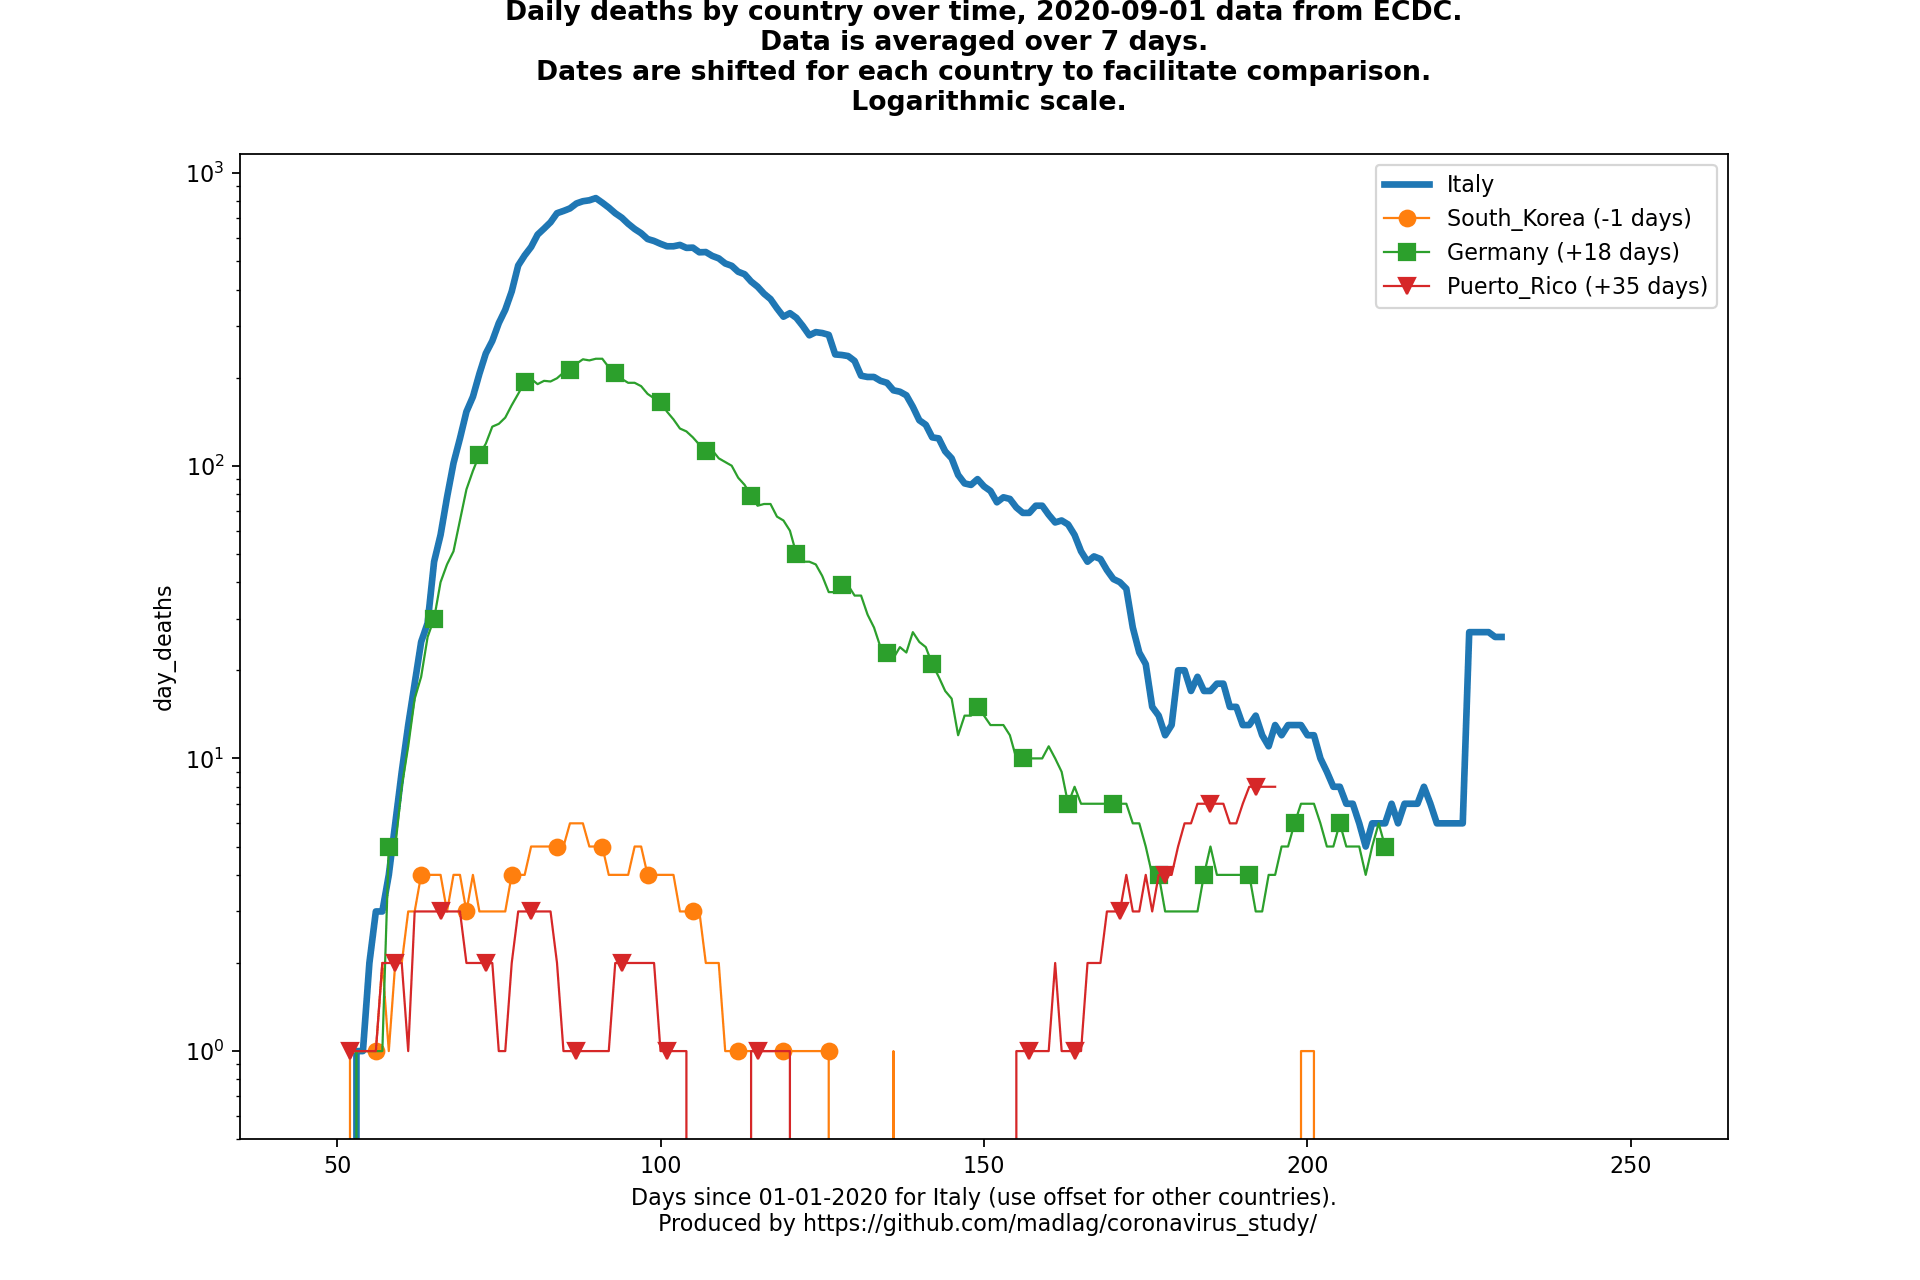 Daily deaths by country over time, 2020-09-01 data from ECDC.
Data is averaged over 7 days.
Dates are shifted for each country to facilitate comparison.
Logarithmic scale.
10³
10²
10¹
10⁰
day_deaths
Italy
South_Korea (-1 days)
Germany (+18 days)
Puerto_Rico (+35 days)
50 100 150 200 250
Days since 01-01-2020 for Italy (use offset for other countries).
Produced by https://github.com/madlag/coronavirus_study/